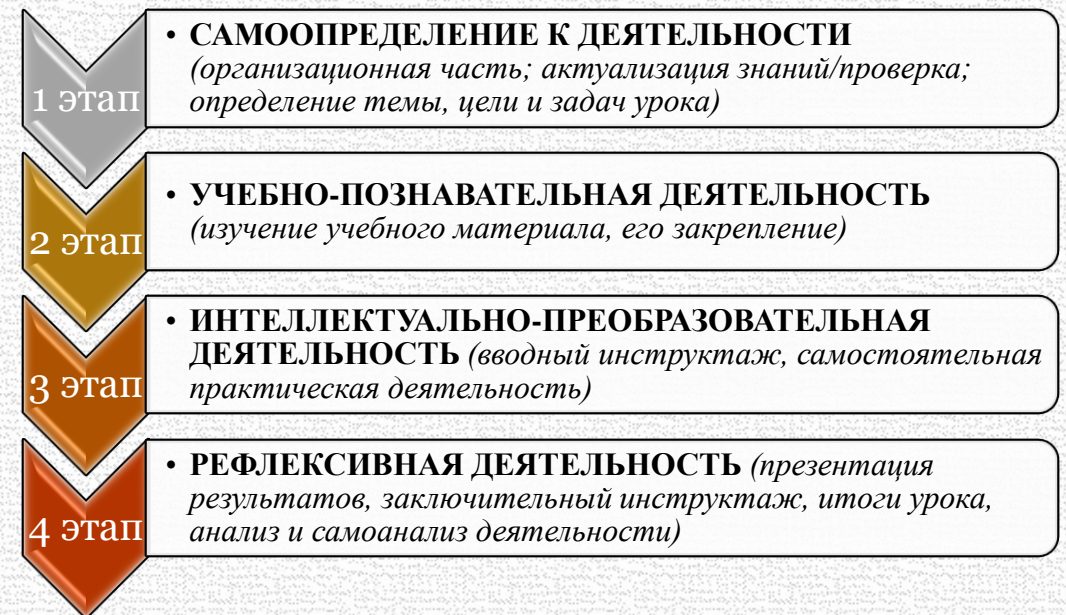 1 этап
• САМООПРЕДЕЛЕНИЕ К ДЕЯТЕЛЬНОСТИ
(организационная часть; актуализация знаний/проверка;
определение темы, цели и задач урока)
2 этап
• УЧЕБНО-ПОЗНАВАТЕЛЬНАЯ ДЕЯТЕЛЬНОСТЬ
(изучение учебного материала, его закрепление)
3 этап
• ИНТЕЛЛЕКТУАЛЬНО-ПРЕОБРАЗОВАТЕЛЬНАЯ
ДЕЯТЕЛЬНОСТЬ (вводный инструктаж, самостоятельная
практическая деятельность)
4 этап
• РЕФЛЕКСИВНАЯ ДЕЯТЕЛЬНОСТЬ (презентация
результатов, заключительный инструктаж, итоги урока,
анализ и самоанализ деятельности)